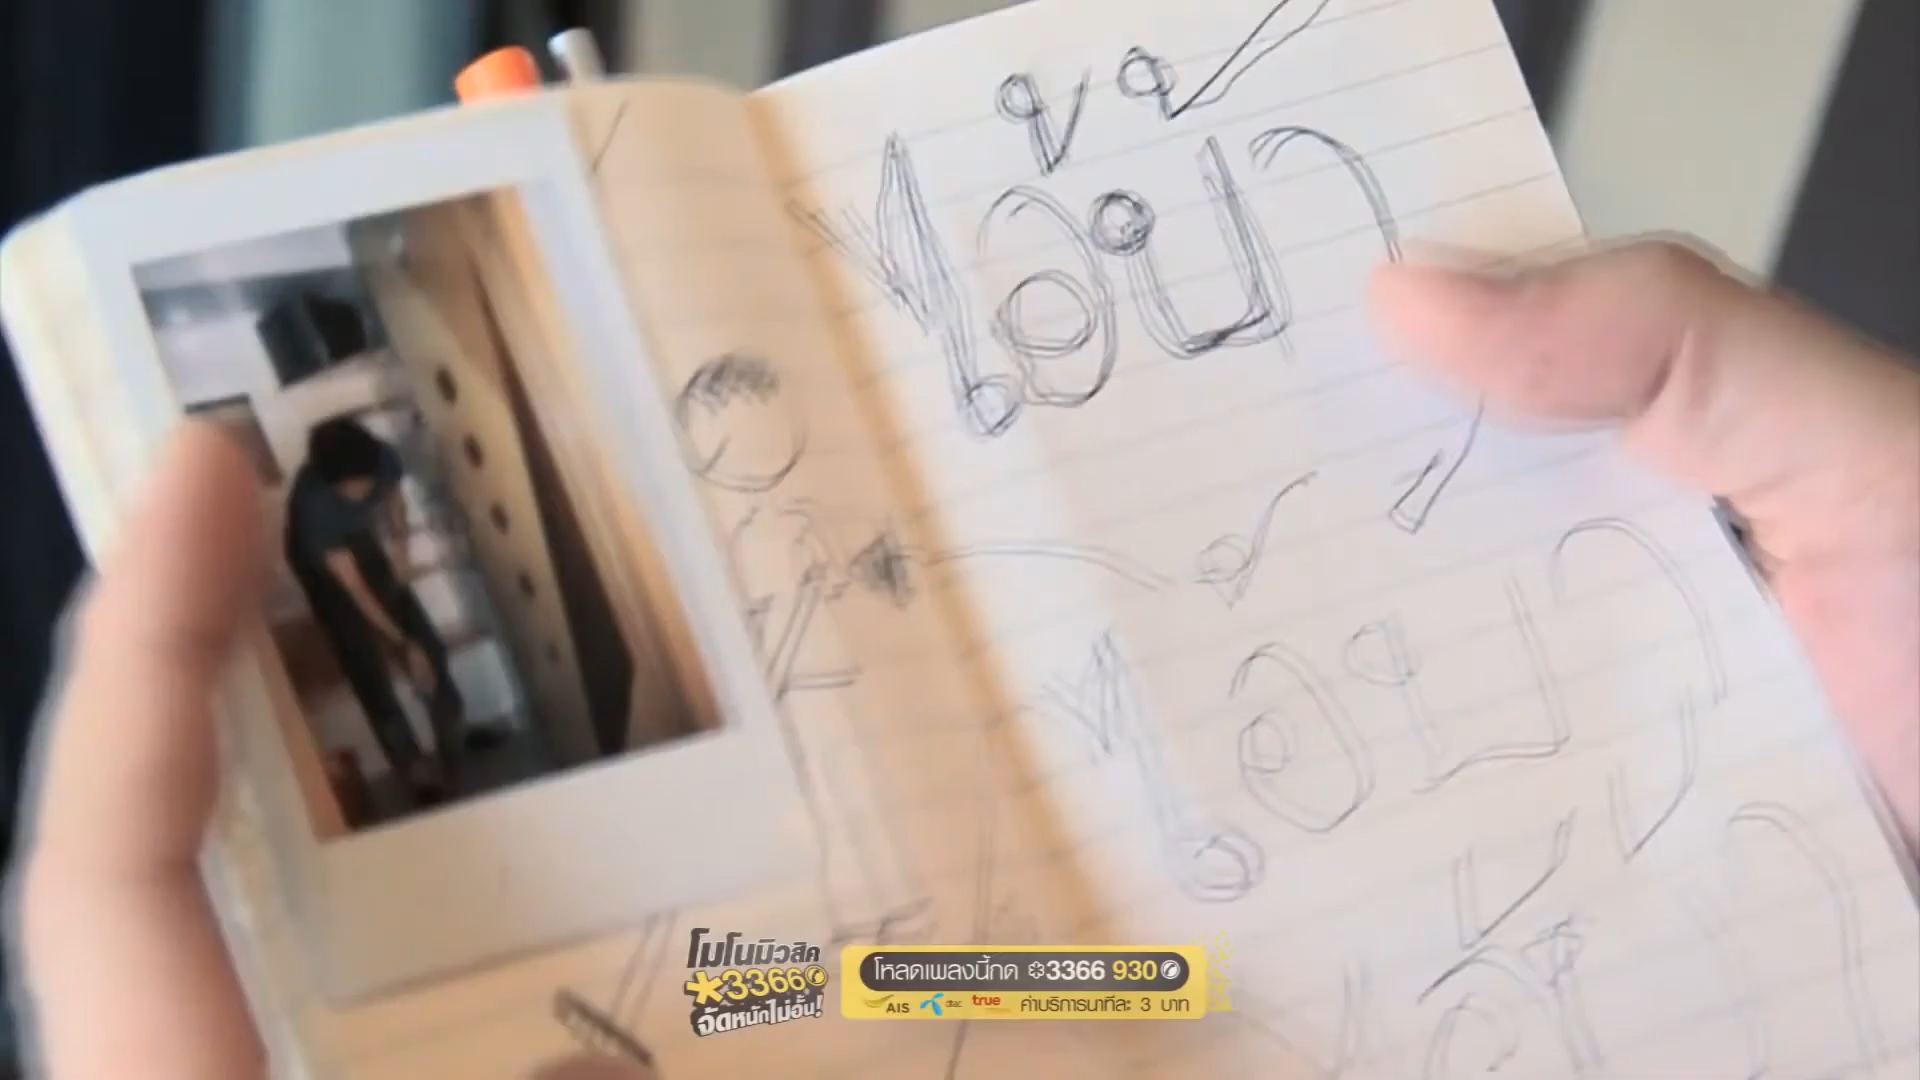 ไอ้บ้า
ไอ้บ้า
โมโนมิวสิค
*3366
จัดหนักไม่อั้น!
โหลดเพลงนี้กด *3366 930
AIS dtac true ค่าบริการนาทีละ 3 บาท